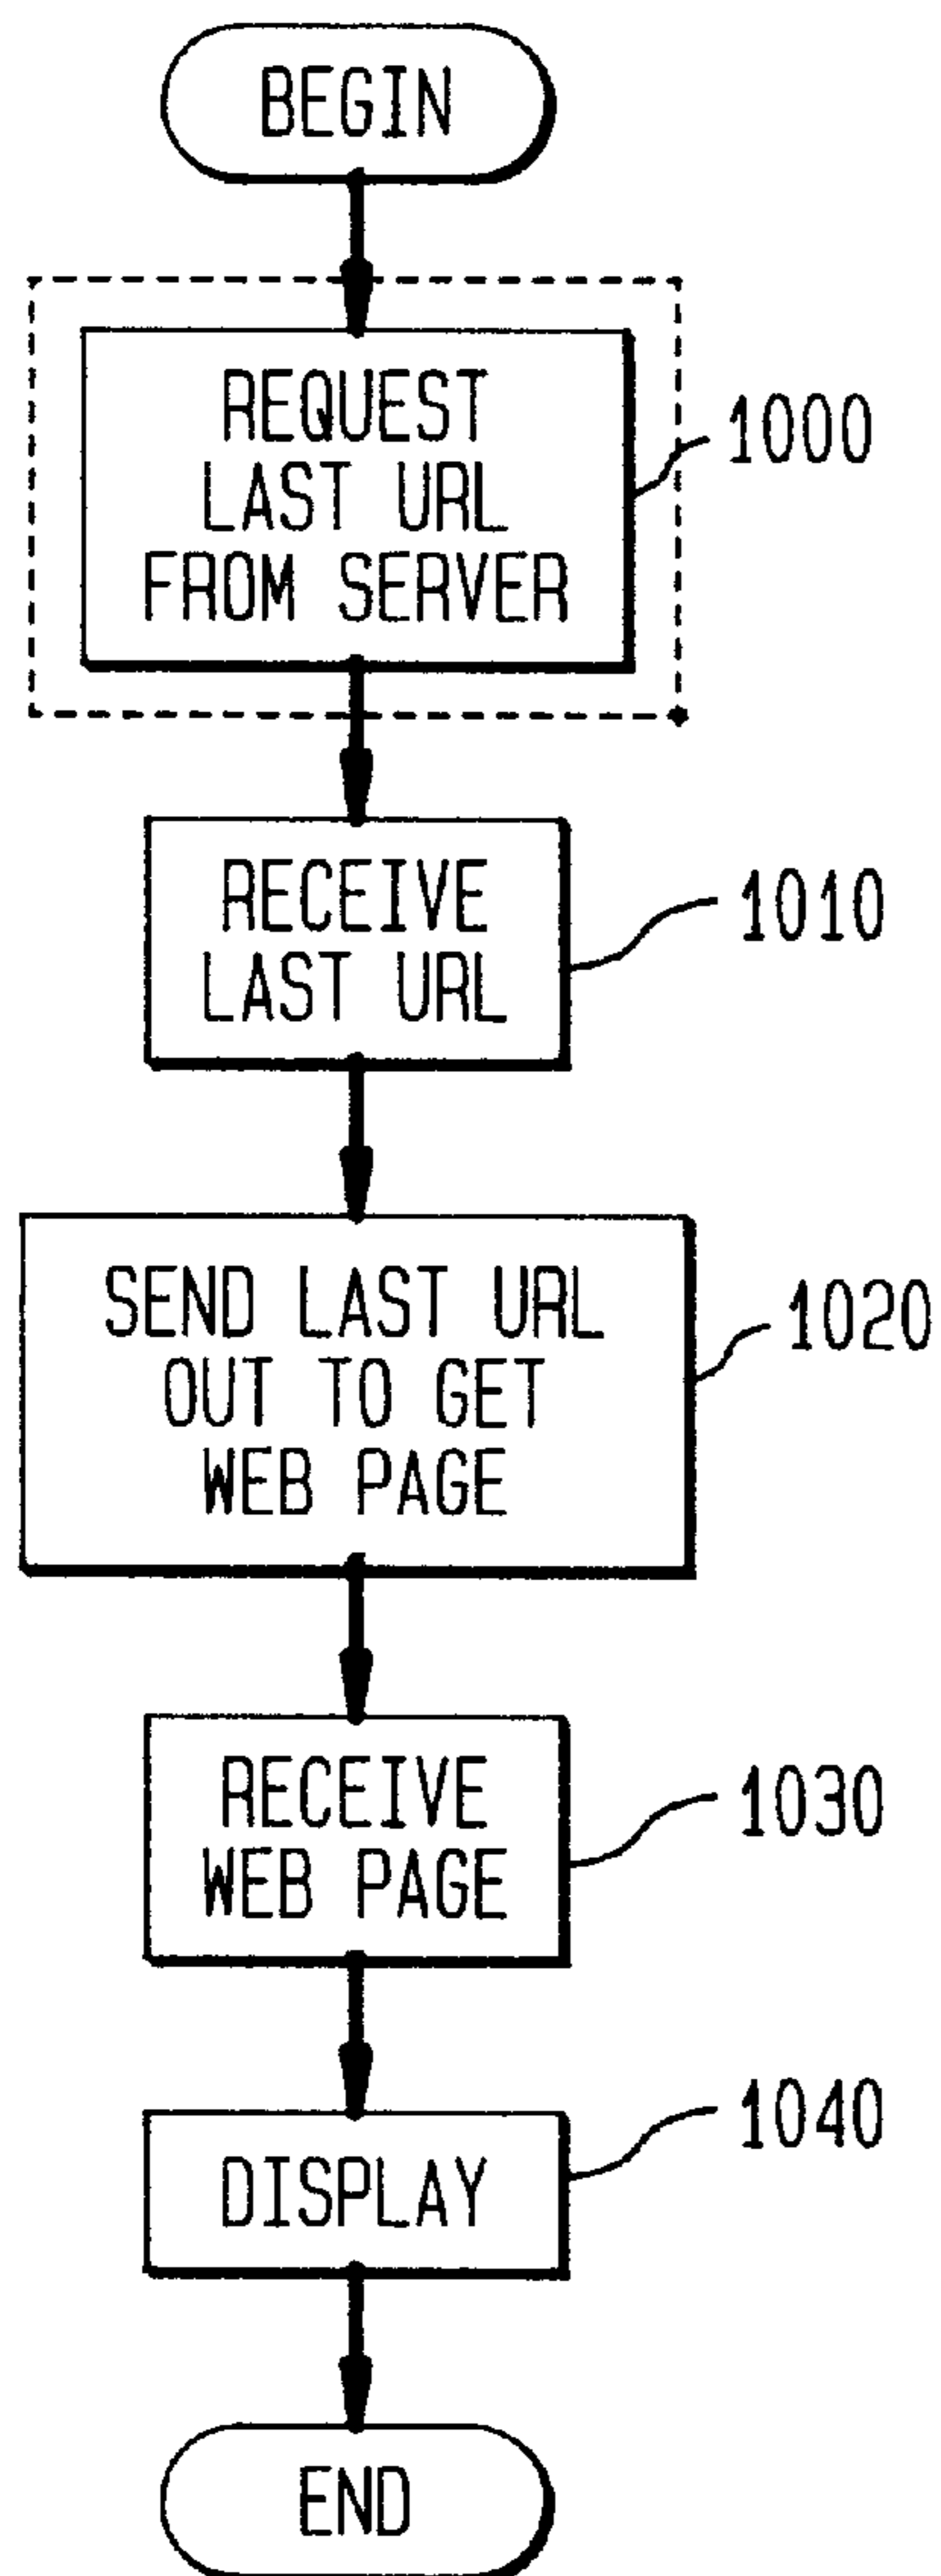 BEGIN
REQUEST
LAST URL
FROM SERVER
1000
RECEIVE
LAST URL
1010
SEND LAST URL
OUT TO GET
WEB PAGE
1020
RECEIVE
WEB PAGE
1030
DISPLAY
1040
END